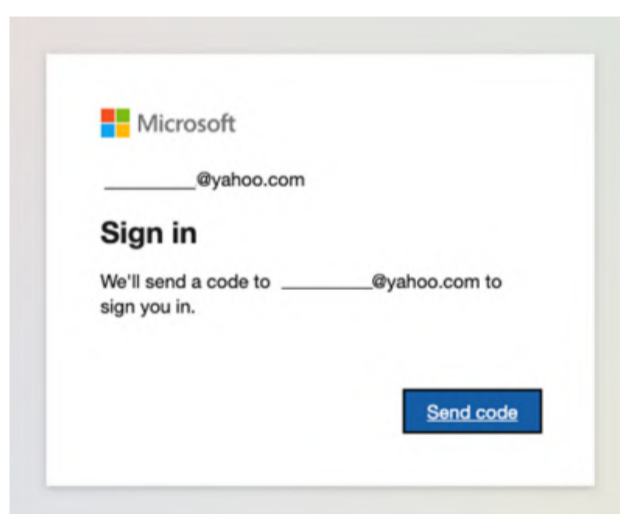 Microsoft
_________@yahoo.com
Sign in
We'll send a code to _________@yahoo.com to
sign you in.
Send code